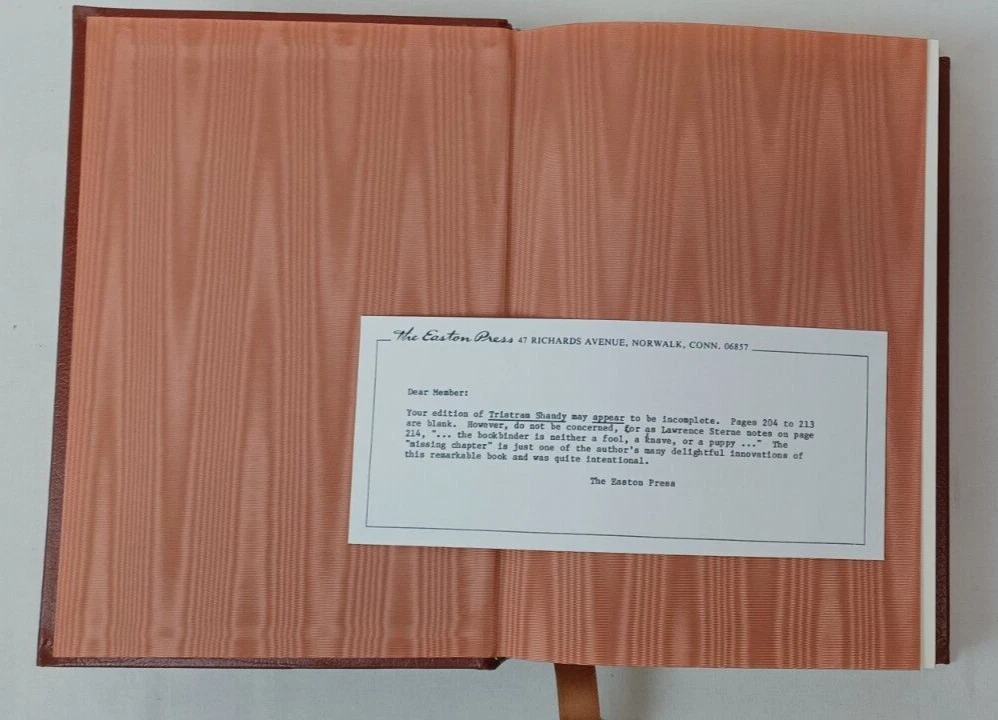 The Easton Press 47 RICHARDS AVENUE, NORWALK, CONN. 06857
Dear Member:
Your edition of Tristram Shandy may appear to be incomplete. Pages 204 to 213
are blank. However, do not be concerned, for as Lawrence Sterne notes on page
214, "... the bookbinder is neither a fool, a knave, or a puppy ..." The
"missing chapter" is just one of the author's many delightful innovations of
this remarkable book and was quite intentional.
The Easton Press